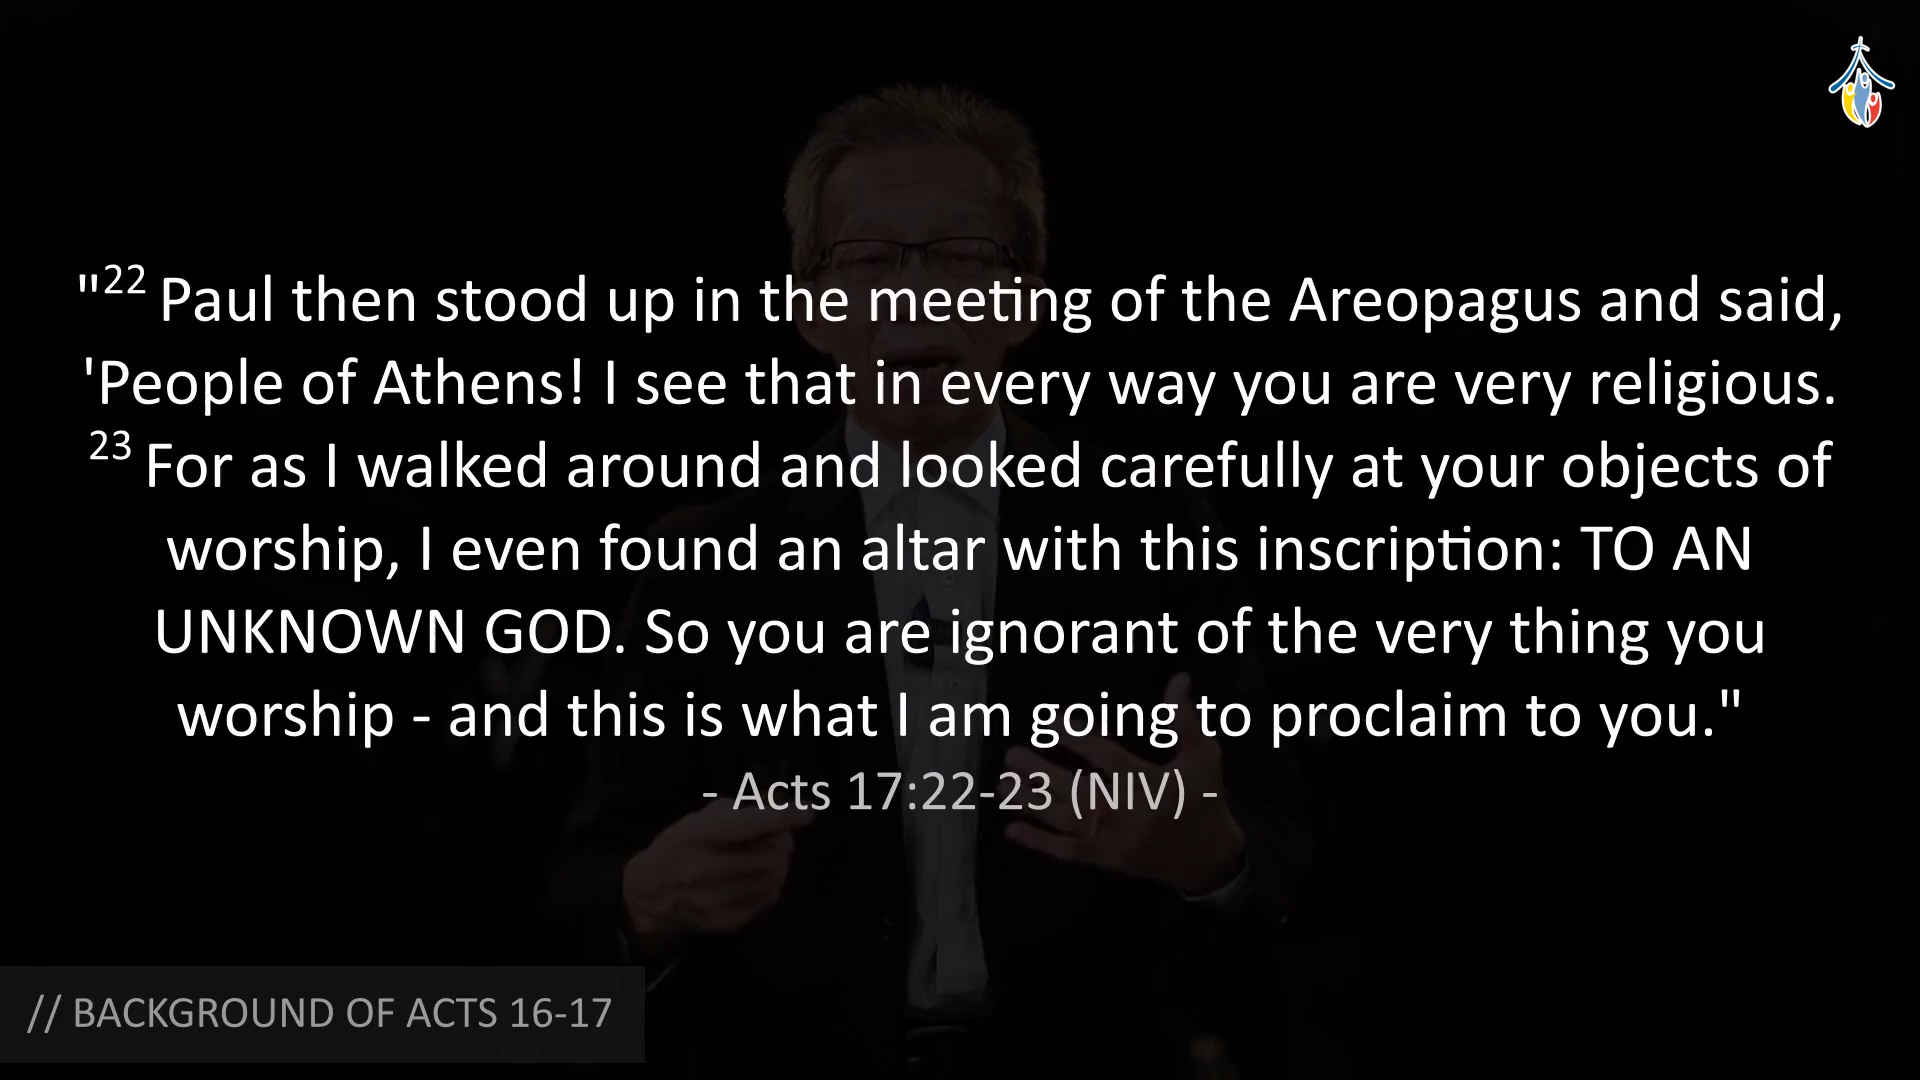 "22 Paul then stood up in the meeting of the Areopagus and said,
'People of Athens! I see that in every way you are very religious.
23 For as I walked around and looked carefully at your objects of
worship, I even found an altar with this inscription: TO AN
UNKNOWN GOD. So you are ignorant of the very thing you
worship - and this is what I am going to proclaim to you."
- Acts 17:22-23 (NIV) -
// BACKGROUND OF ACTS 16-17